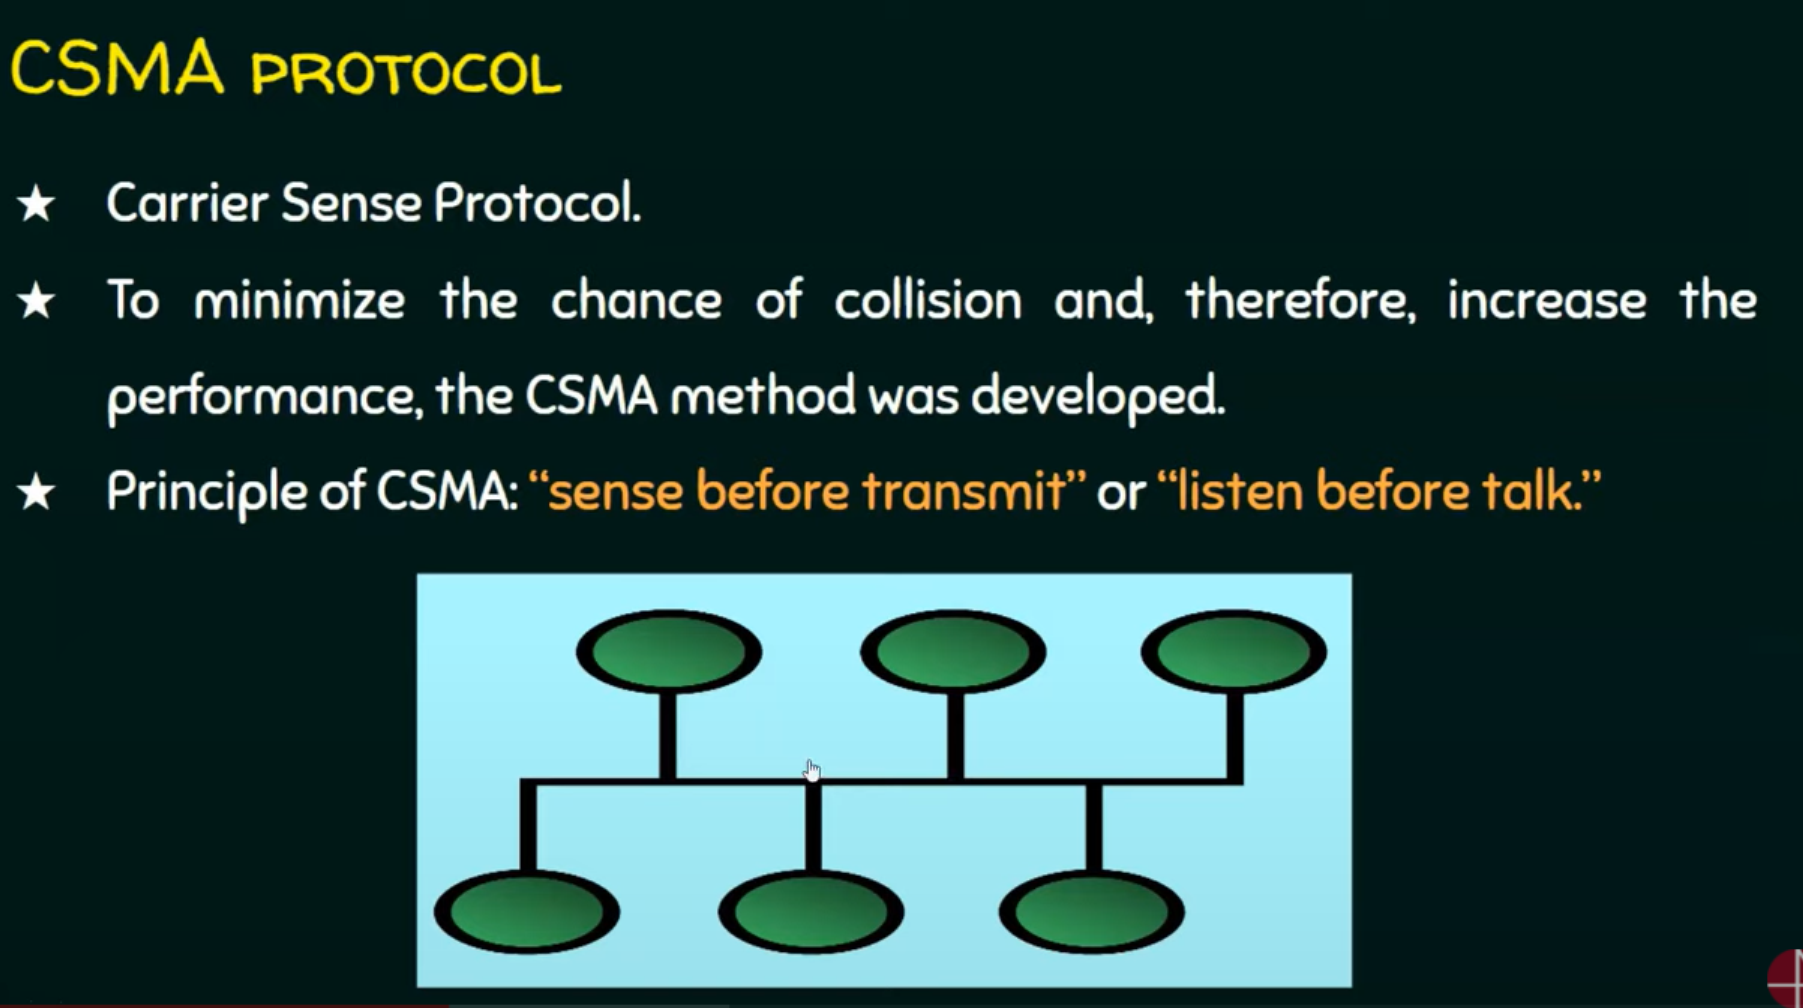 CSMA PROTOCOL
★ Carrier Sense Protocol.
★ To minimize the chance of collision and, therefore, increase the
performance, the CSMA method was developed.
★ Principle of CSMA: “sense before transmit” or “listen before talk.”